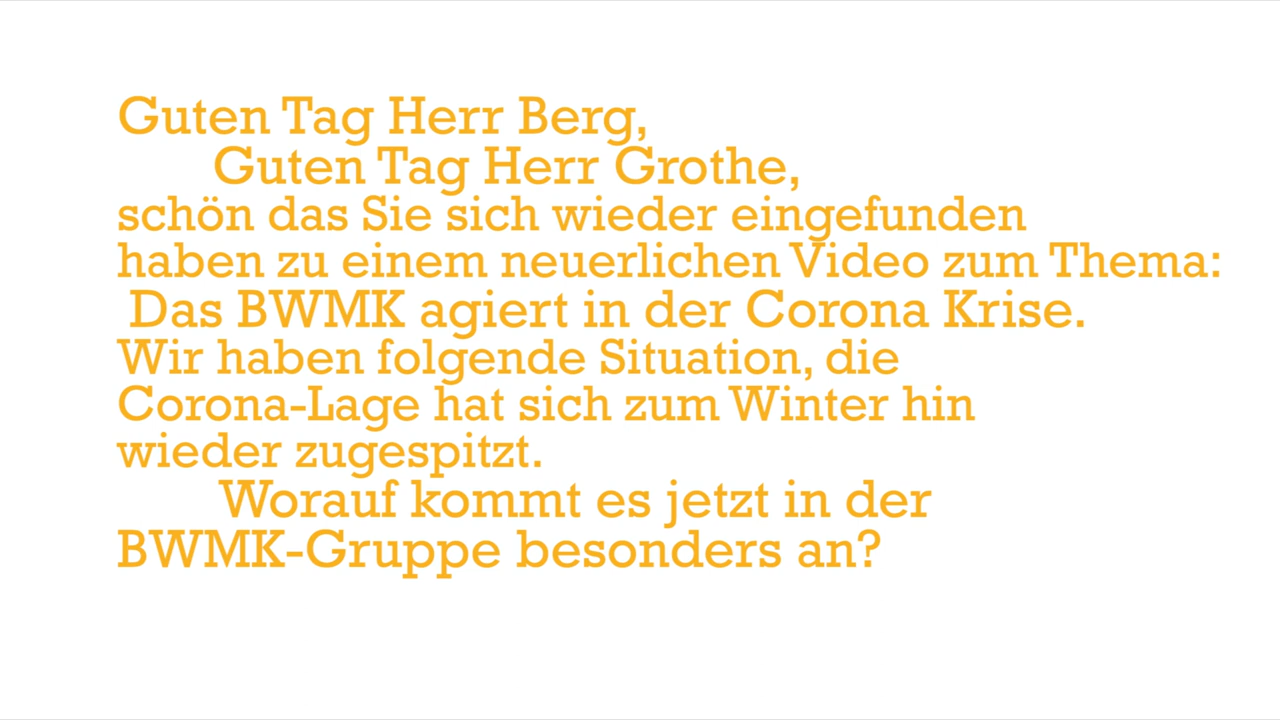 Guten Tag Herr Berg,
Guten Tag Herr Grothe,
schön das Sie sich wieder eingefunden
haben zu einem neuerlichen Video zum Thema:
Das BWMK agiert in der Corona Krise.
Wir haben folgende Situation, die
Corona-Lage hat sich zum Winter hin
wieder zugespitzt.
Worauf kommt es jetzt in der
BWMK-Gruppe besonders an?